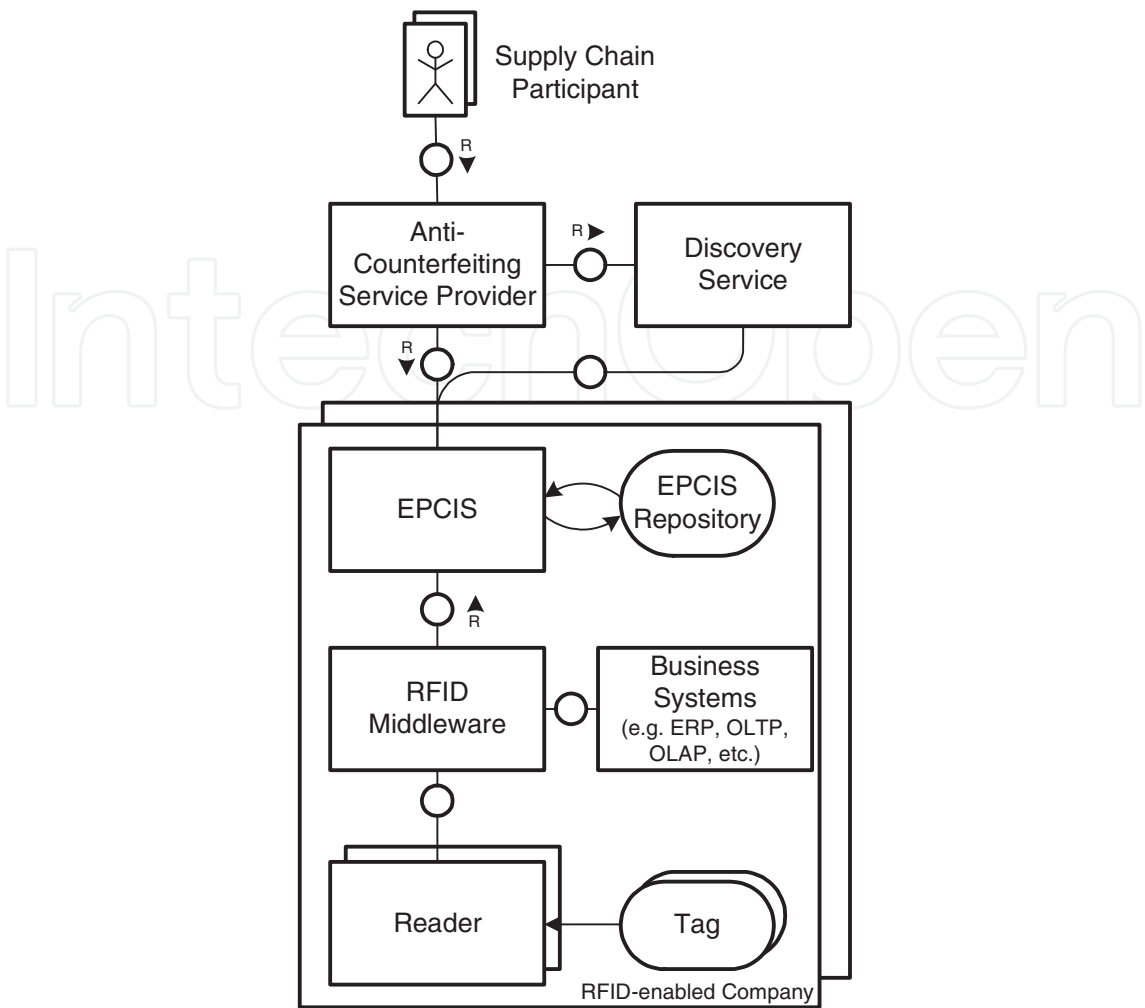 Supply Chain
Participant
R
Anti-
Counterfeiting
Service Provider
R
Discovery
Service
R
IntechOpen
EPCIS
EPCIS
Repository
R
RFID
Middleware
Business
Systems
(e.g. ERP, OLTP,
OLAP, etc.)
Reader
Tag
RFID-enabled Company